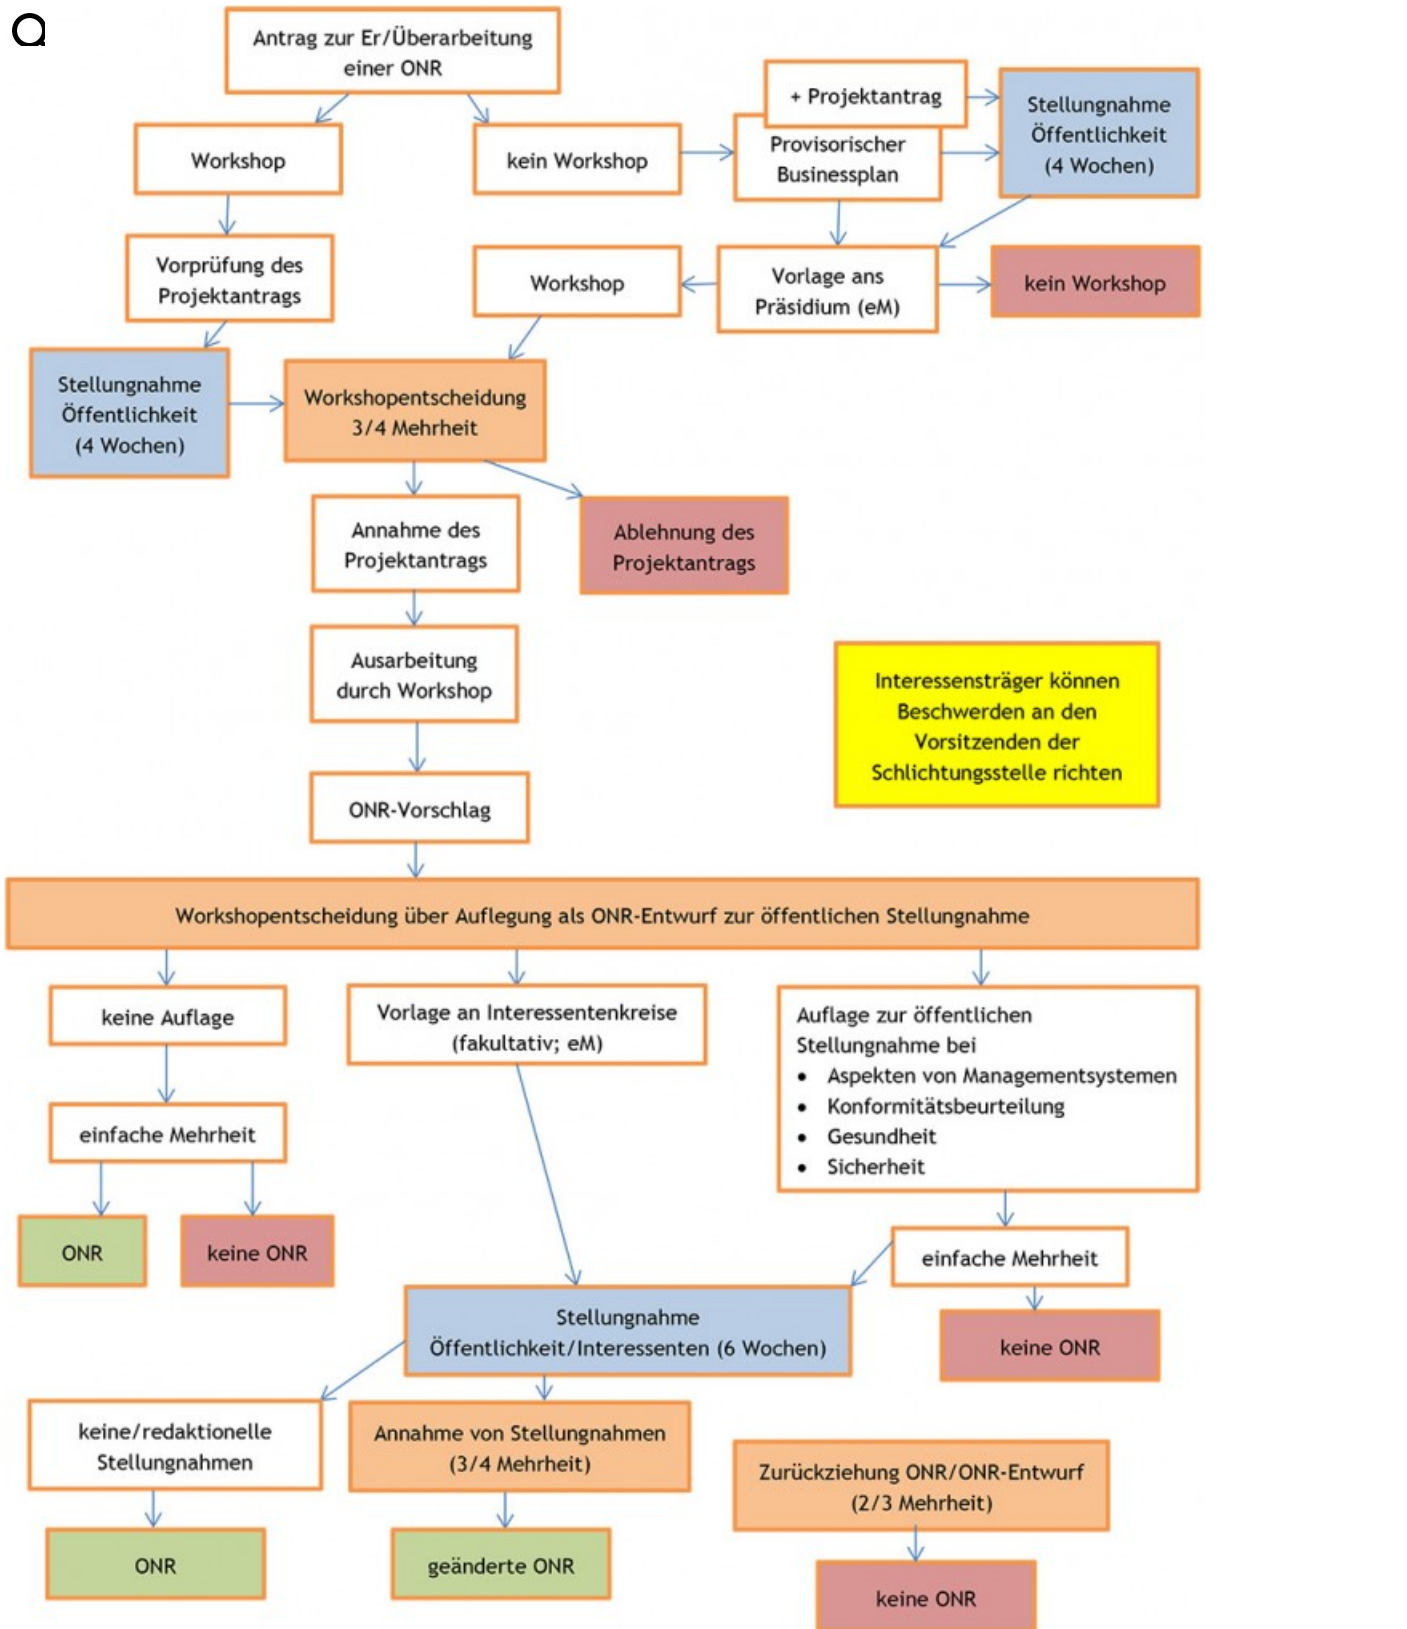 Antrag zur Er/Überarbeitung
einer ONR
+ Projektantrag
Stellungnahme
Öffentlichkeit
(4 Wochen)
Workshop
kein Workshop
Provisorischer
Businessplan
Vorprüfung des
Projektantrags
Workshop
Vorlage ans
Präsidium (eM)
kein Workshop
Stellungnahme
Öffentlichkeit
(4 Wochen)
Workshopentscheidung
3/4 Mehrheit
Annahme des
Projektantrags
Ablehnung des
Projektantrags
Ausarbeitung
durch Workshop
Interessensträger können
Beschwerden an den
Vorsitzenden der
Schlichtungsstelle richten
ONR-Vorschlag
Workshopentscheidung über Auflegung als ONR-Entwurf zur öffentlichen Stellungnahme
keine Auflage
Vorlage an Interessentenkreise
(fakultativ; eM)
Auflage zur öffentlichen
Stellungnahme bei
• Aspekten von Managementsystemen
• Konformitätsbeurteilung
• Gesundheit
• Sicherheit
einfache Mehrheit
ONR
keine ONR
einfache Mehrheit
Stellungnahme
Öffentlichkeit/Interessenten (6 Wochen)
keine ONR
keine/redaktionelle
Stellungnahmen
Annahme von Stellungnahmen
(3/4 Mehrheit)
Zurückziehung ONR/ONR-Entwurf
(2/3 Mehrheit)
ONR
geänderte ONR
keine ONR